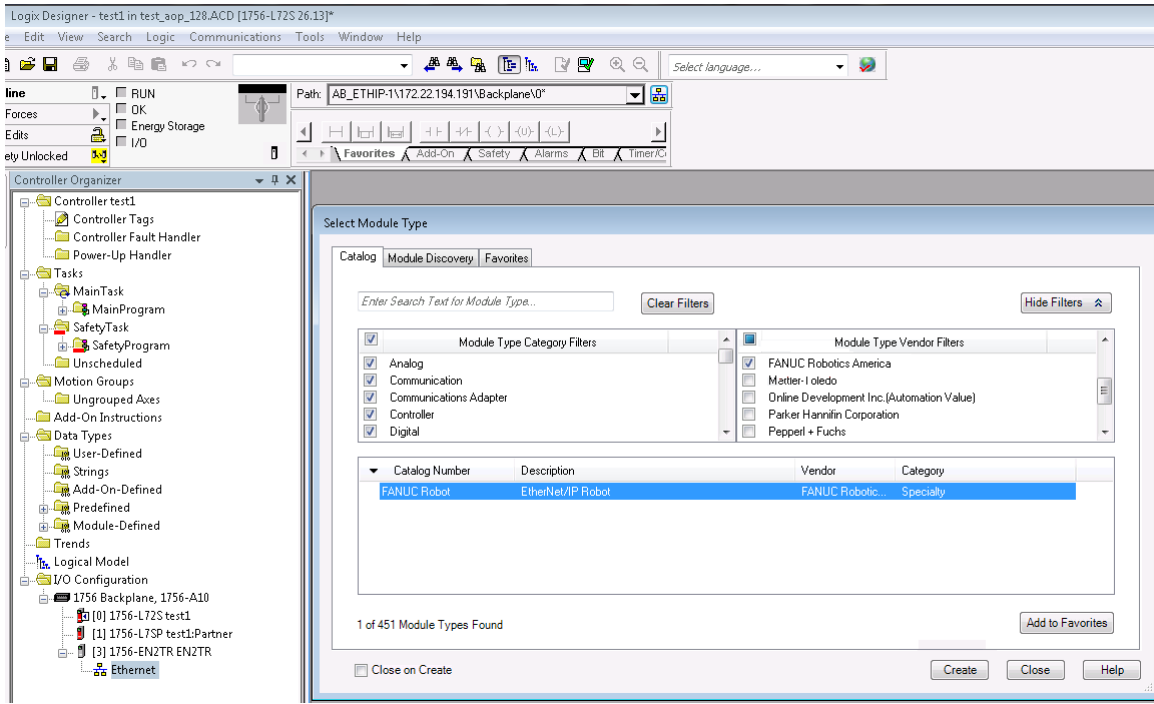 Logix Designer - test1 in test_aop_128.ACD [1756-L72S 26.13]*
e Edit View Search Logic Communications Tools Window Help
Select language...
line RUN
Path: AB_ETHIP-1\172.22.194.191\Backplane\0*
Forces OK
Edits Energy Storage
I/O
ety Unlocked
Favorites Add-On Safety Alarms Bit Timer/C
Controller Organizer
Controller test1
Controller Tags
Controller Fault Handler
Power-Up Handler
Tasks
MainTask
MainProgram
SafetyTask
SafetyProgram
Unscheduled
Motion Groups
Ungrouped Axes
Add-On Instructions
Data Types
User-Defined
Strings
Add-On-Defined
Predefined
Module-Defined
Trends
Logical Model
I/O Configuration
1756 Backplane, 1756-A10
[0] 1756-L72S test1
[1] 1756-L7SP test1:Partner
[3] 1756-EN2TR EN2TR
Ethernet
Select Module Type
Catalog Module Discovery Favorites
Enter Search Text for Module Type...
Clear Filters
Hide Filters
Module Type Category Filters
Analog
Communication
Communications Adapter
Controller
Digital
Module Type Vendor Filters
FANUC Robotics America
Mettler-Toledo
Online Development Inc.(Automation Value)
Parker Hannifin Corporation
Pepperl + Fuchs
Catalog Number Description Vendor Category
FANUC Robot EtherNet/IP Robot FANUC Robotic... Specialty
1 of 451 Module Types Found
Add to Favorites
Close on Create
Create Close Help